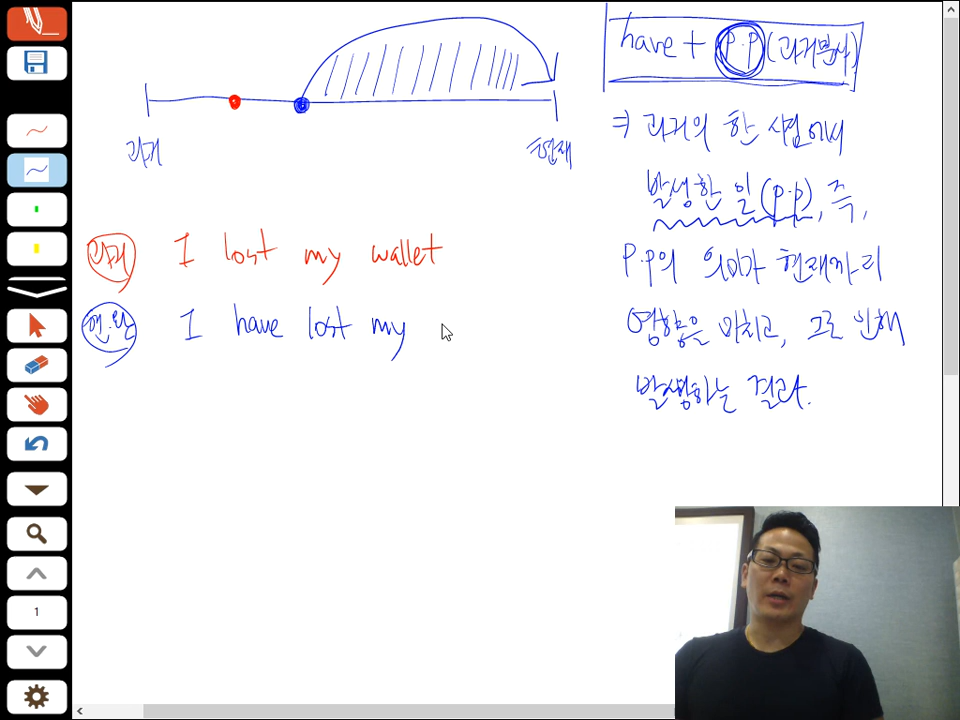 have + P.P (과거분사)
⇒ 과거의 한 시점에서
발생한 일(P.P), 즉,
P.P의 의미가 현재까지
영향을 미치고, 그로 인해
발생하는 결과.
과거
현재
과거 I lost my wallet
현.완 I have lost my
1